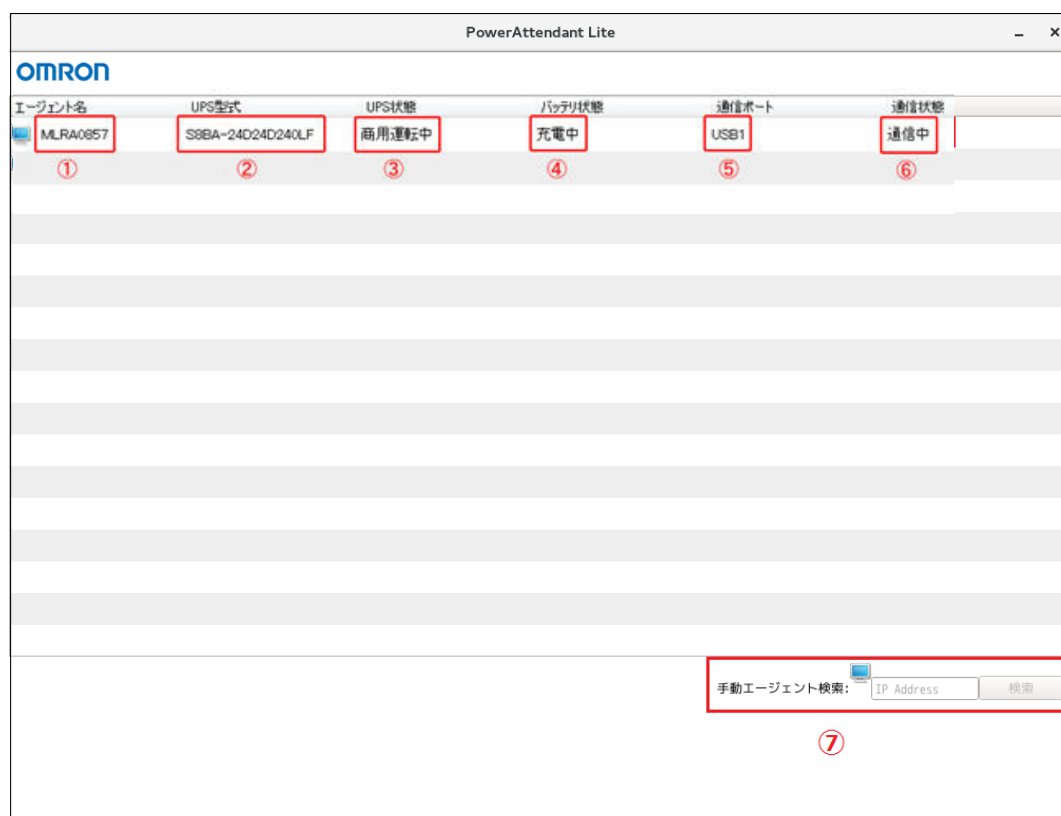 PowerAttendant Lite
OMRON
エージェント名 UPS型式 UPS状態 バッテリ状態 通信ポート 通信状態
MLRA0857 S8BA-24D24D240LF 商用運転中 充電中 USB1 通信中
① ② ③ ④ ⑤ ⑥
手動エージェント検索: IP Address 検索
⑦